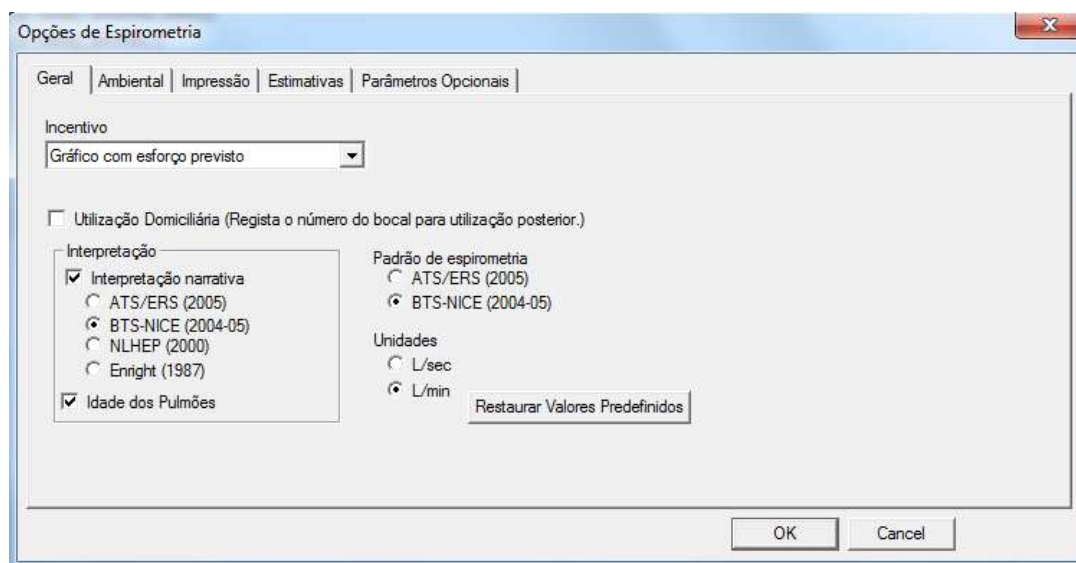 Opções de Espirometria
Geral Ambiental Impressão Estimativas Parâmetros Opcionais
Incentivo
Gráfico com esforço previsto
Utilização Domiciliária (Regista o número do bocal para utilização posterior.)
Interpretação
Interpretação narrativa
ATS/ERS (2005)
BTS-NICE (2004-05)
NLHEP (2000)
Enright (1987)
Idade dos Pulmões
Padrão de espirometria
ATS/ERS (2005)
BTS-NICE (2004-05)
Unidades
L/sec
L/min
Restaurar Valores Predefinidos
OK Cancel